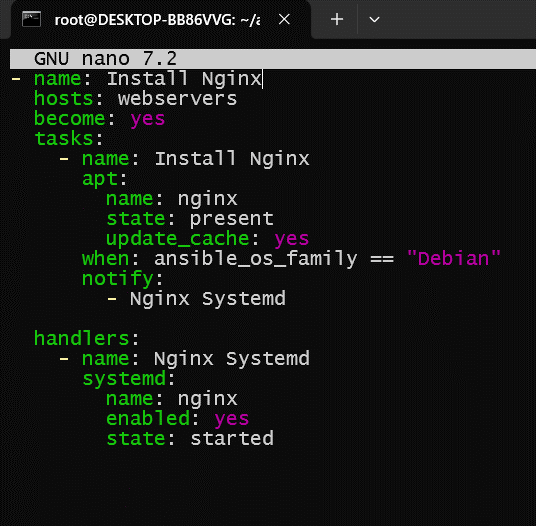 root@DESKTOP-BB86VVG: ~/a
GNU nano 7.2
- name: Install Nginx
  hosts: webservers
  become: yes
  tasks:
    - name: Install Nginx
      apt:
        name: nginx
        state: present
        update_cache: yes
      when: ansible_os_family == "Debian"
      notify:
        - Nginx Systemd
  handlers:
    - name: Nginx Systemd
      systemd:
        name: nginx
        enabled: yes
        state: started